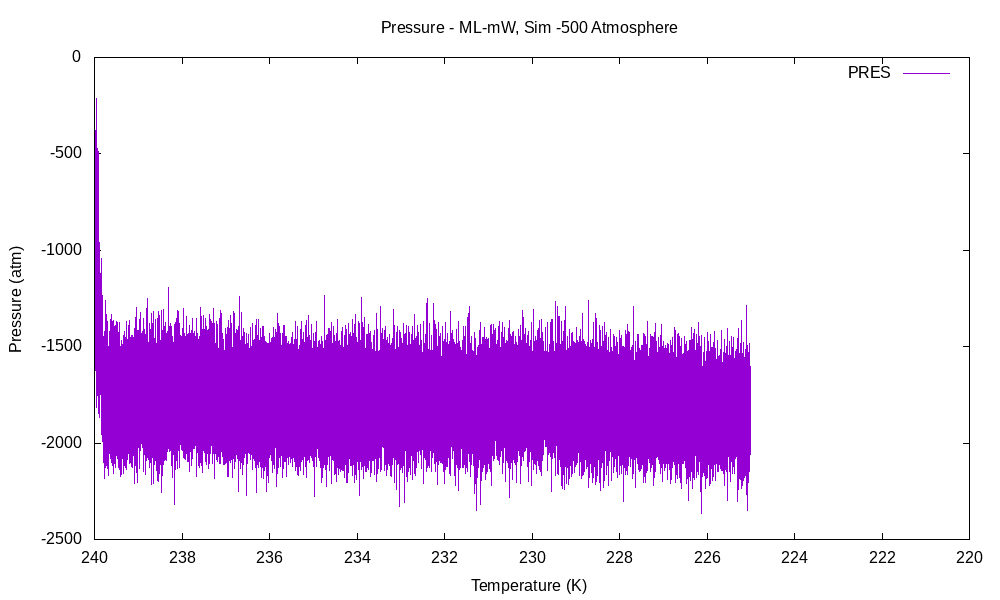 Pressure - ML-mW, Sim -500 Atmosphere
PRES
Pressure (atm)
0
-500
-1000
-1500
-2000
-2500
240 238 236 234 232 230 228 226 224 222 220
Temperature (K)